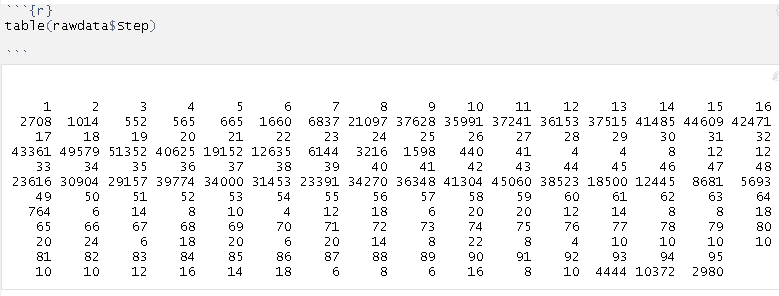 ```{r}
table(rawdata$Step)
```
1 2 3 4 5 6 7 8 9 10 11 12 13 14 15 16
2708 1014 552 565 665 1660 6837 21097 37628 35991 37241 36153 37515 41485 44609 42471
17 18 19 20 21 22 23 24 25 26 27 28 29 30 31 32
43361 49579 51352 40625 19152 12635 6144 3216 1598 440 41 4 4 8 12 12
33 34 35 36 37 38 39 40 41 42 43 44 45 46 47 48
23616 30904 29157 39774 34000 31453 23391 34270 36348 41304 45060 38523 18500 12445 8681 5693
49 50 51 52 53 54 55 56 57 58 59 60 61 62 63 64
764 6 14 8 10 4 12 18 6 20 20 12 14 8 8 18
65 66 67 68 69 70 71 72 73 74 75 76 77 78 79 80
20 24 6 18 20 6 20 14 8 22 8 4 10 10 10 10
81 82 83 84 85 86 87 88 89 90 91 92 93 94 95
10 10 12 16 14 18 6 8 6 16 8 10 4444 10372 2980